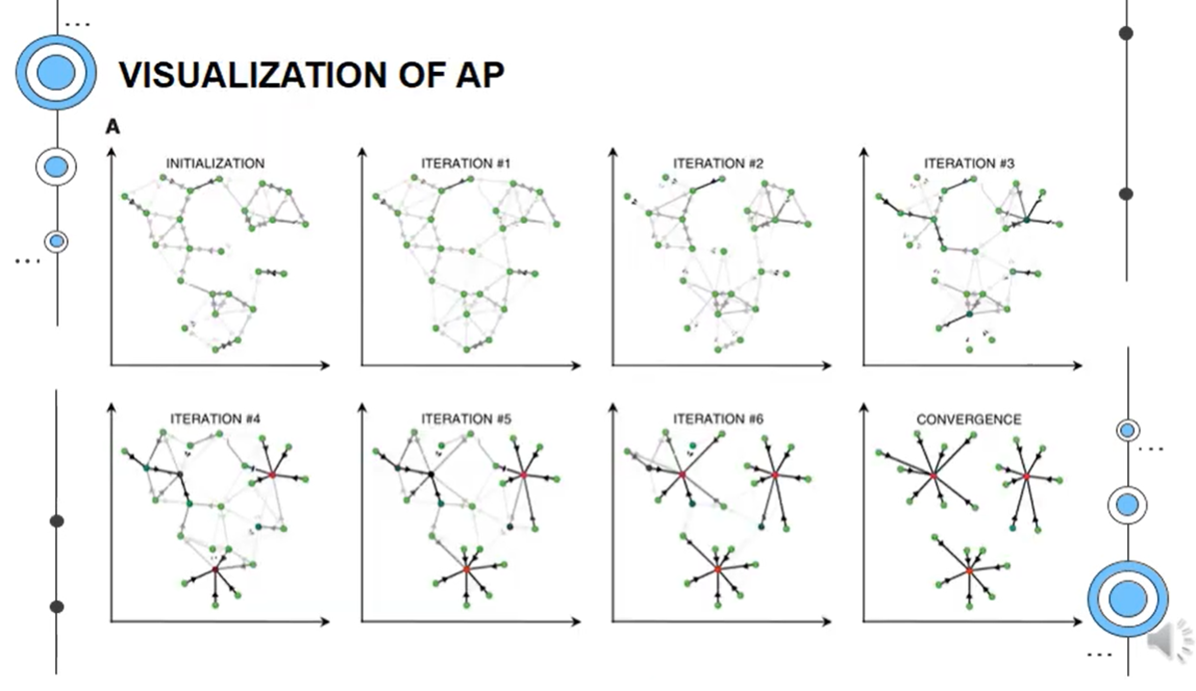 VISUALIZATION OF AP
A
INITIALIZATION
ITERATION #1
ITERATION #2
ITERATION #3
ITERATION #4
ITERATION #5
ITERATION #6
CONVERGENCE